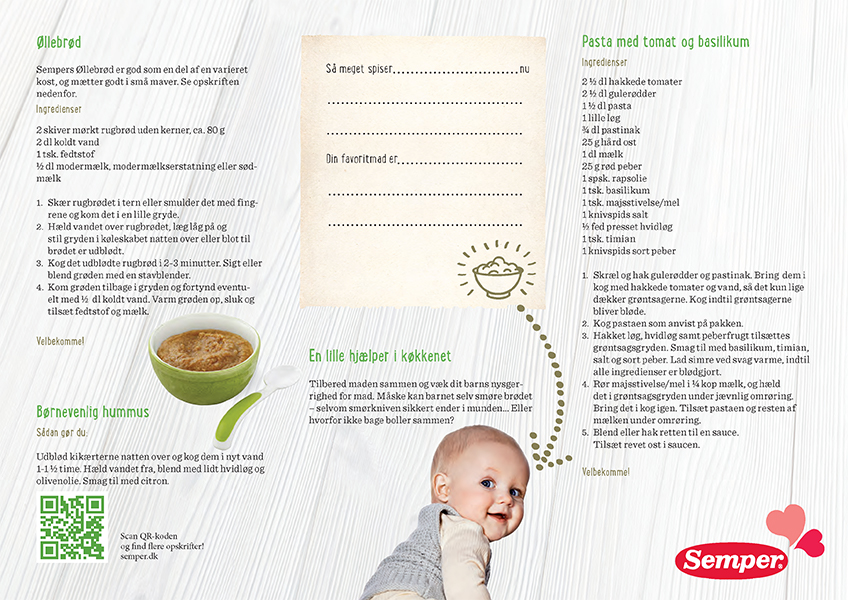 Øllebrød
Sempers Øllebrød er god som en del af en varieret
kost, og mætter godt i små maver. Se opskriften
nedenfor.
Ingredienser
2 skiver mørkt rugbrød uden kerner, ca. 80 g
2 dl koldt vand
1 tsk. fedtstof
½ dl modermælk, modermælkserstatning eller sød-
mælk
1. Skær rugbrødet i tern eller smulder det med fing-
rene og kom det i en lille gryde.
2. Hæld vandet over rugbrødet, læg låg på og
stil gryden i køleskabet natten over eller blot til
brødet er udblødt.
3. Kog det udblødte rugbrød i 2-3 minutter. Sigt eller
blend grøden med en stavblender.
4. Kom grøden tilbage i gryden og fortynd eventu-
elt med ½ dl koldt vand. Varm grøden op, sluk og
tilsæt fedtstof og mælk.
Velbekomme!
Børnevenlig hummus
Sådan gør du:
Udblød kikærterne natten over og kog dem i nyt vand
1-1 ½ time. Hæld vandet fra, blend med lidt hvidløg og
olivenolie. Smag til med citron.
Scan QR-koden
og find flere opskrifter!
semper.dk
Så meget spiser..............................nu
Din favoritmad er..............................
En lille hjælper i køkkenet
Tilbered maden sammen og væk dit barns nysger-
righed for mad. Måske kan barnet selv smøre brødet
– selvom smørkniven sikkert ender i munden... Eller
hvorfor ikke bage boller sammen?
Pasta med tomat og basilikum
Ingredienser
2 ½ dl hakkede tomater
2 ½ dl gulerødder
1 ½ dl pasta
1 lille løg
¾ dl pastinak
25 g hård ost
1 dl mælk
25 g rød peber
1 spsk. rapsolie
1 tsk. basilikum
1 tsk. majsstivelse/mel
1 knivspids salt
½ fed presset hvidløg
1 tsk. timian
1 knivspids sort peber
1. Skræl og hak gulerødder og pastinak. Bring dem i
kog med hakkede tomater og vand, så det kun lige
dækker grøntsagerne. Kog indtil grøntsagerne
bliver bløde.
2. Kog pastaen som anvist på pakken.
3. Hakket løg, hvidløg samt peberfrugt tilsættes
grøntsagsgryden. Smag til med basilikum, timian,
salt og sort peber. Lad simre ved svag varme, indtil
alle ingredienser er blødgjort.
4. Rør majsstivelse/mel i ¼ kop mælk, og hæld
det i grøntsagsgryden under jævnlig omrøring.
Bring det i kog igen. Tilsæt pastaen og resten af
mælken under omrøring.
5. Blend eller hak retten til en sauce.
Tilsæt revet ost i saucen.
Velbekomme!
Semper®